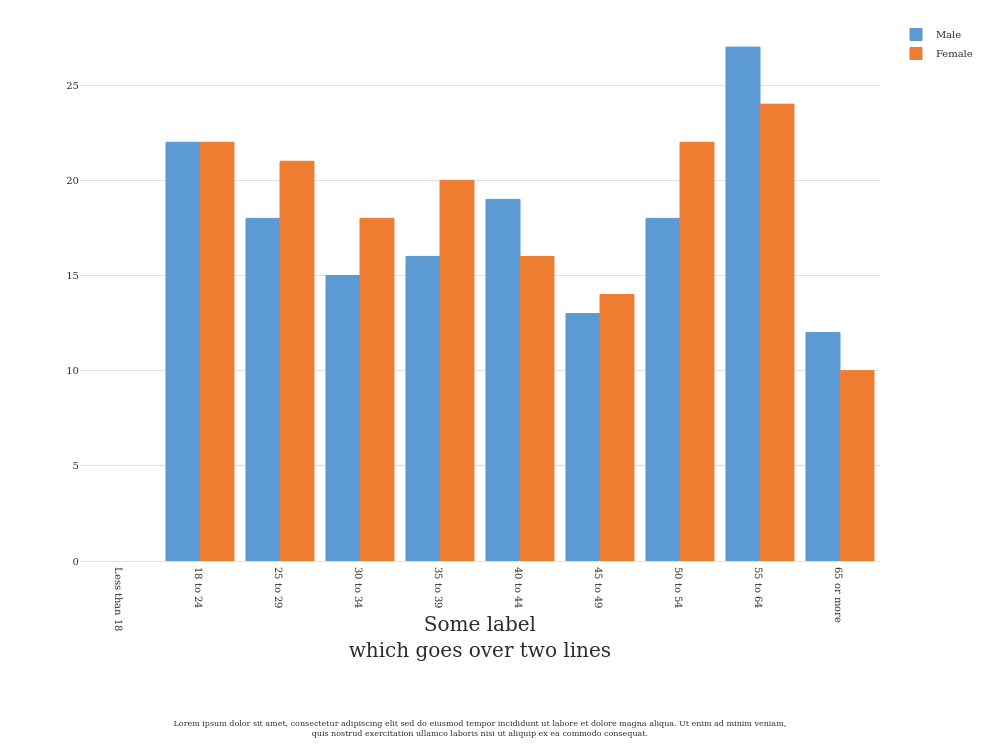 Male
Female
25
20
15
10
5
0
Less than 18
18 to 24
25 to 29
30 to 34
35 to 39
40 to 44
45 to 49
50 to 54
55 to 64
65 or more
Some label
which goes over two lines
Lorem ipsum dolor sit amet, consectetur adipiscing elit sed do eiusmod tempor incididunt ut labore et dolore magna aliqua. Ut enim ad minim veniam,
quis nostrud exercitation ullamco laboris nisi ut aliquip ex ea commodo consequat.